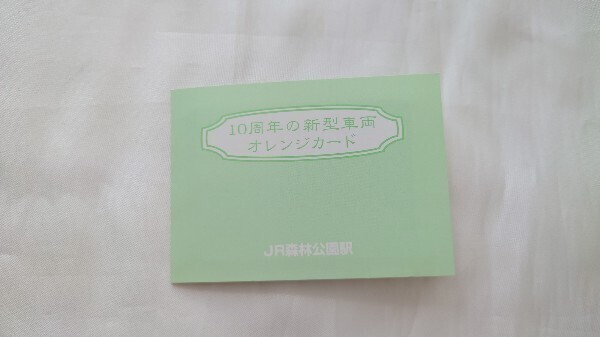 10周年の新型車両
オレンジカード
JR森林公園駅